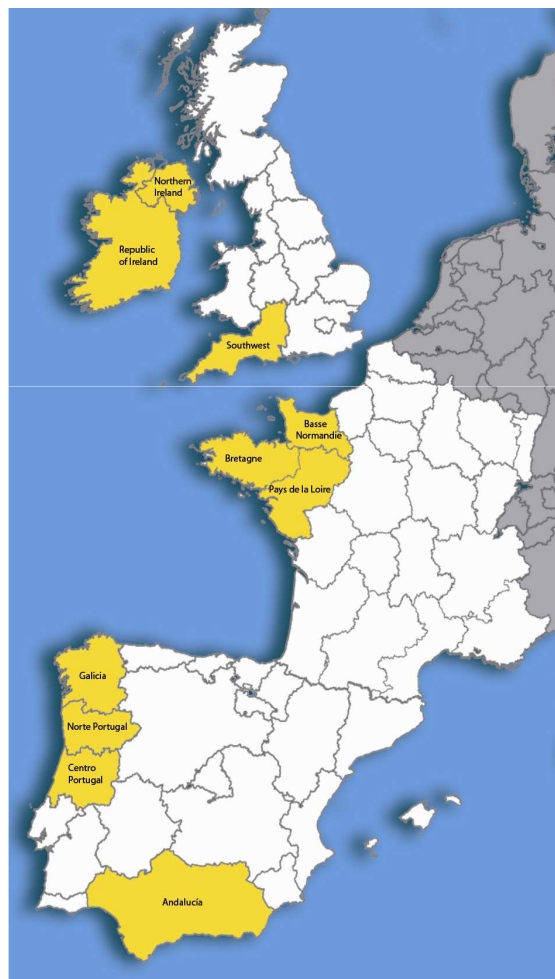 Northern
Ireland
Republic
of Ireland
Southwest
Basse
Normandie
Bretagne
Pays de la Loire
Galicia
Norte Portugal
Centro
Portugal
Andalucía